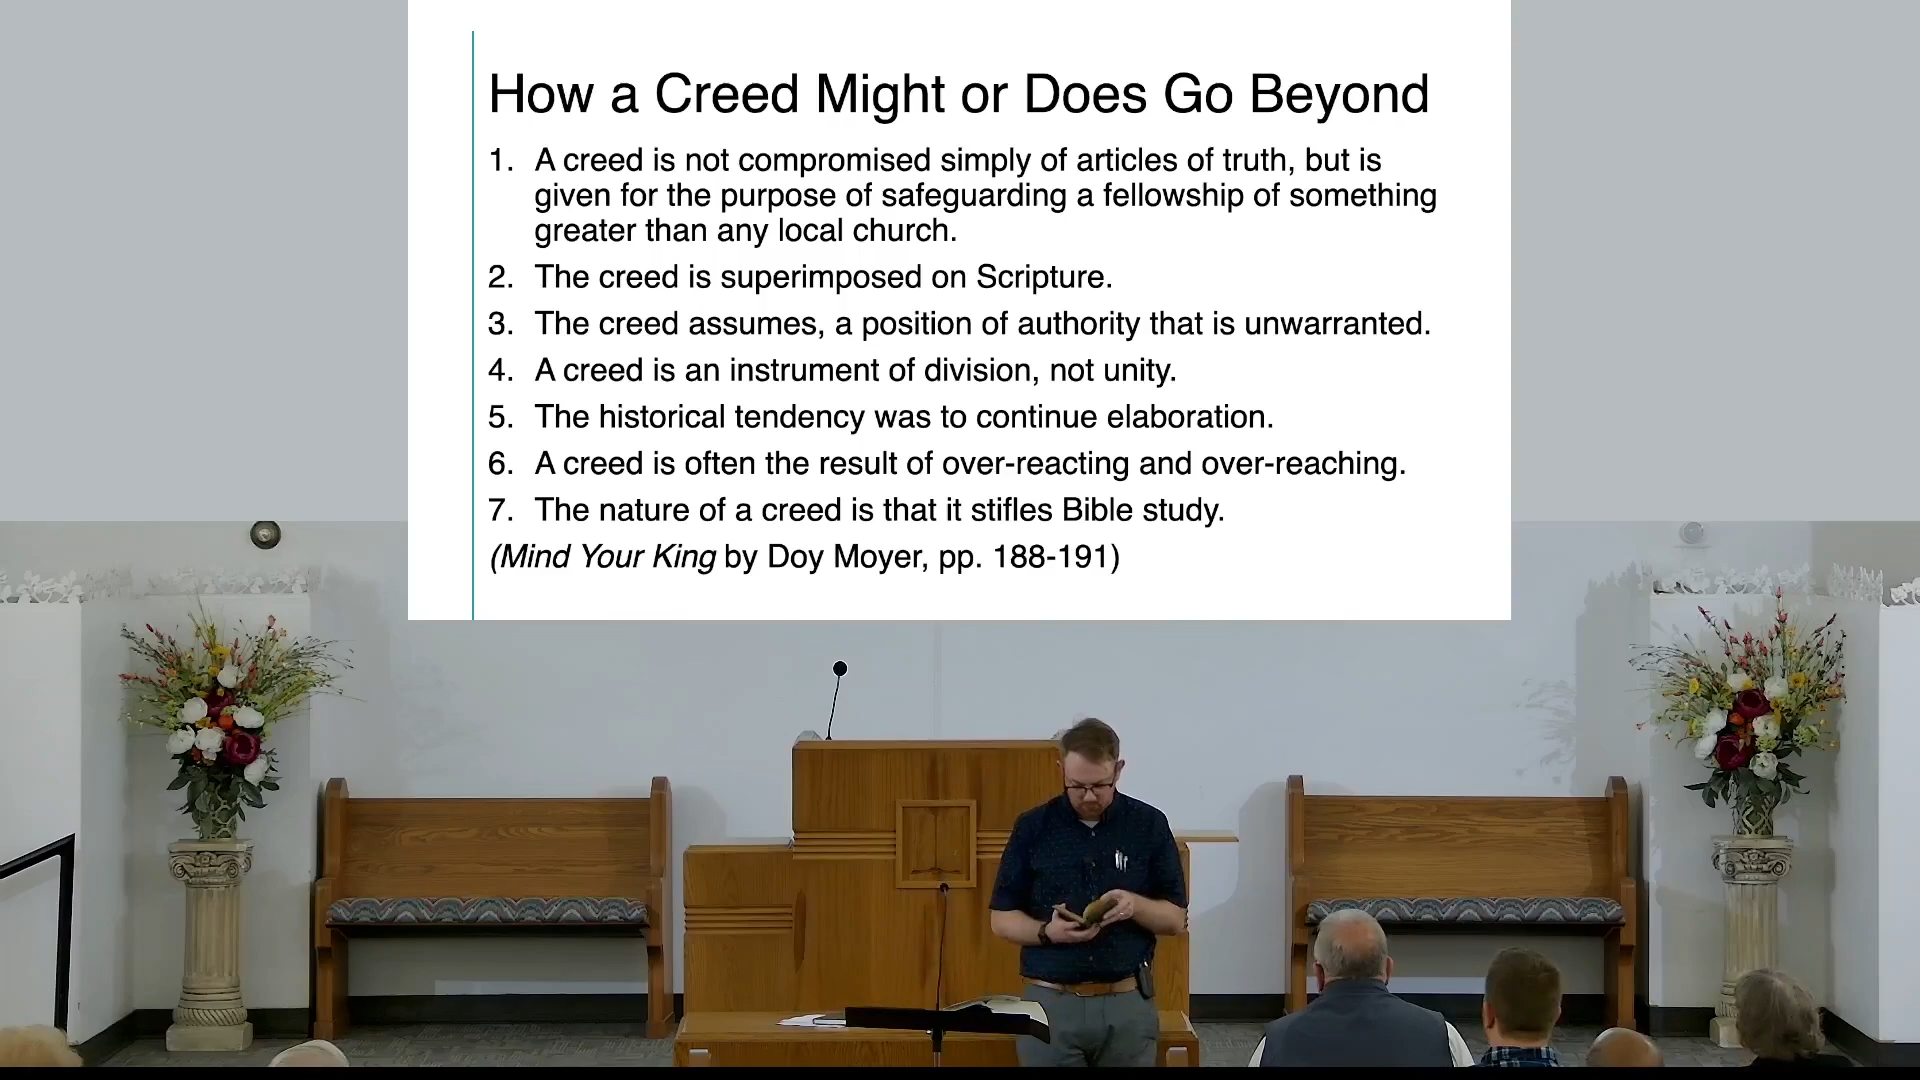 How a Creed Might or Does Go Beyond
1. A creed is not compromised simply of articles of truth, but is
given for the purpose of safeguarding a fellowship of something
greater than any local church.
2. The creed is superimposed on Scripture.
3. The creed assumes, a position of authority that is unwarranted.
4. A creed is an instrument of division, not unity.
5. The historical tendency was to continue elaboration.
6. A creed is often the result of over-reacting and over-reaching.
7. The nature of a creed is that it stifles Bible study.
(Mind Your King by Doy Moyer, pp. 188-191)